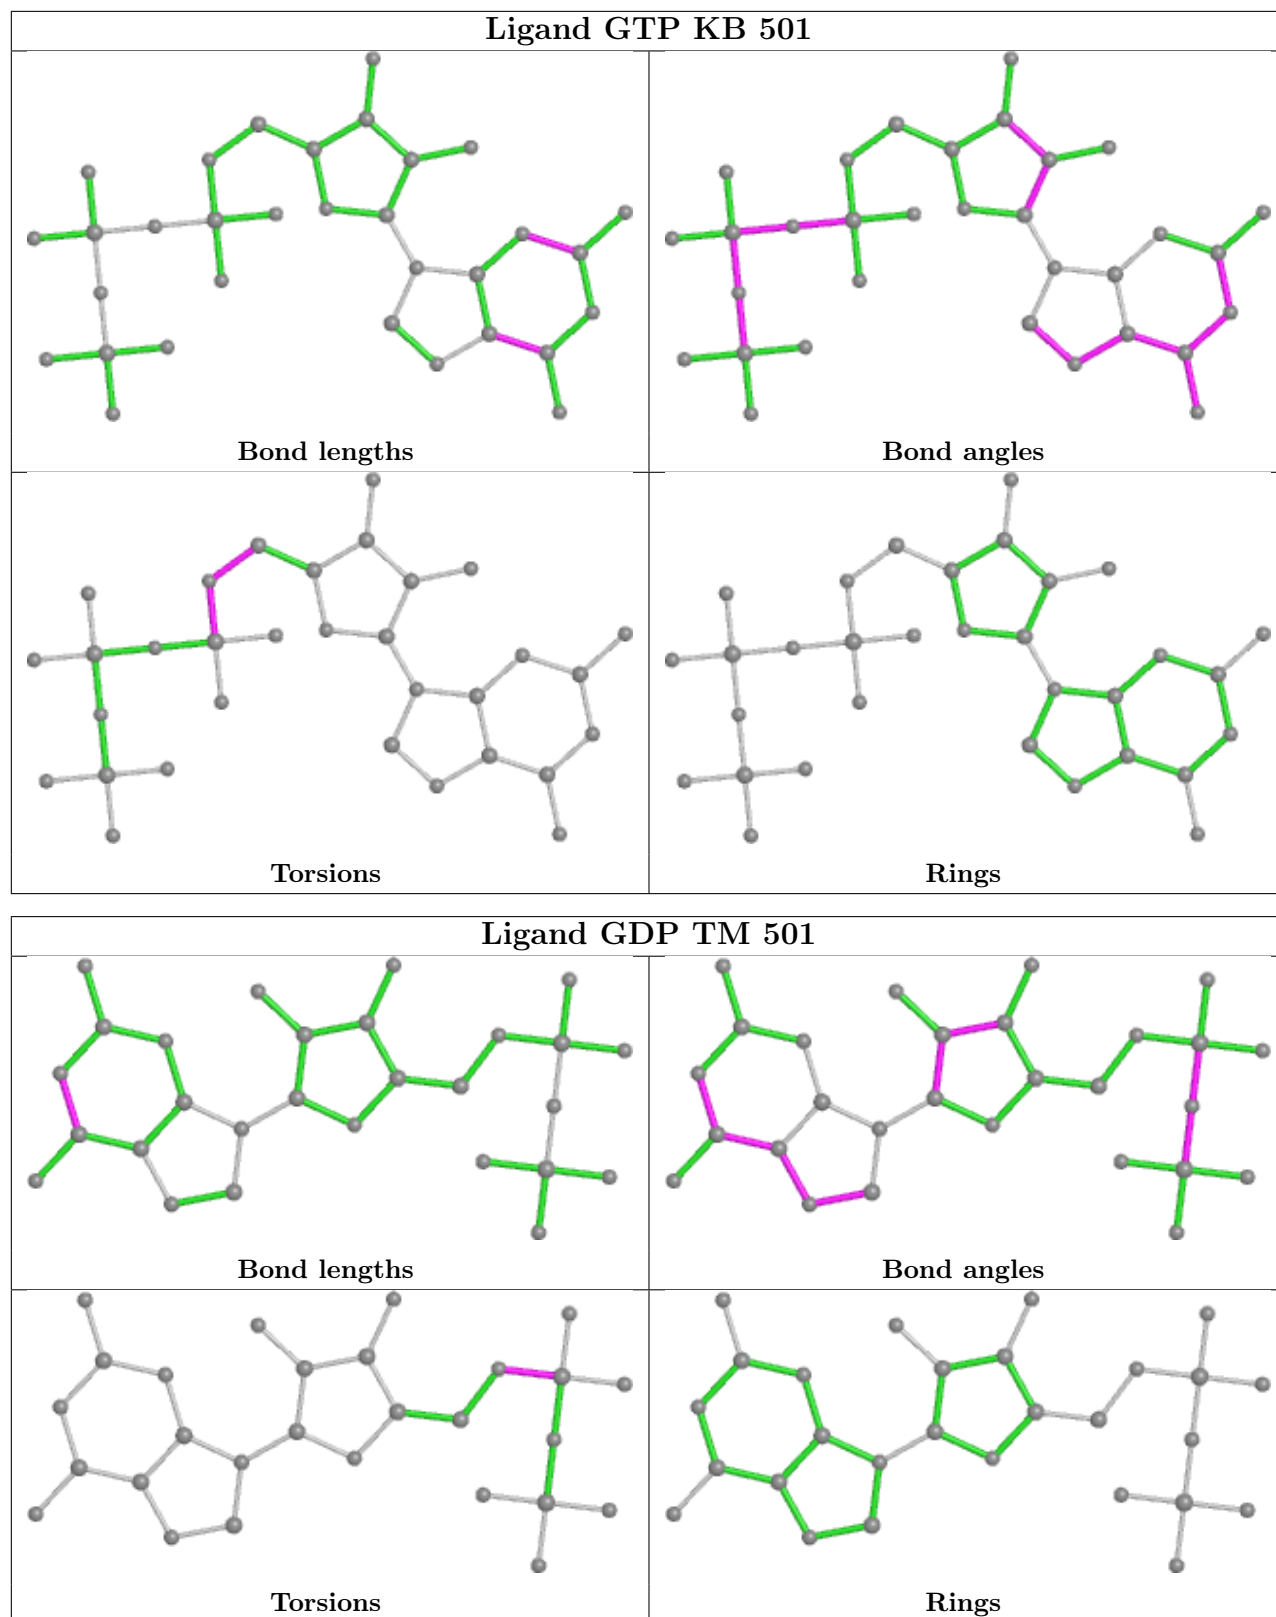 Ligand GTP KB 501
Bond lengths
Bond angles
Torsions
Rings
Ligand GDP TM 501
Bond lengths
Bond angles
Torsions
Rings